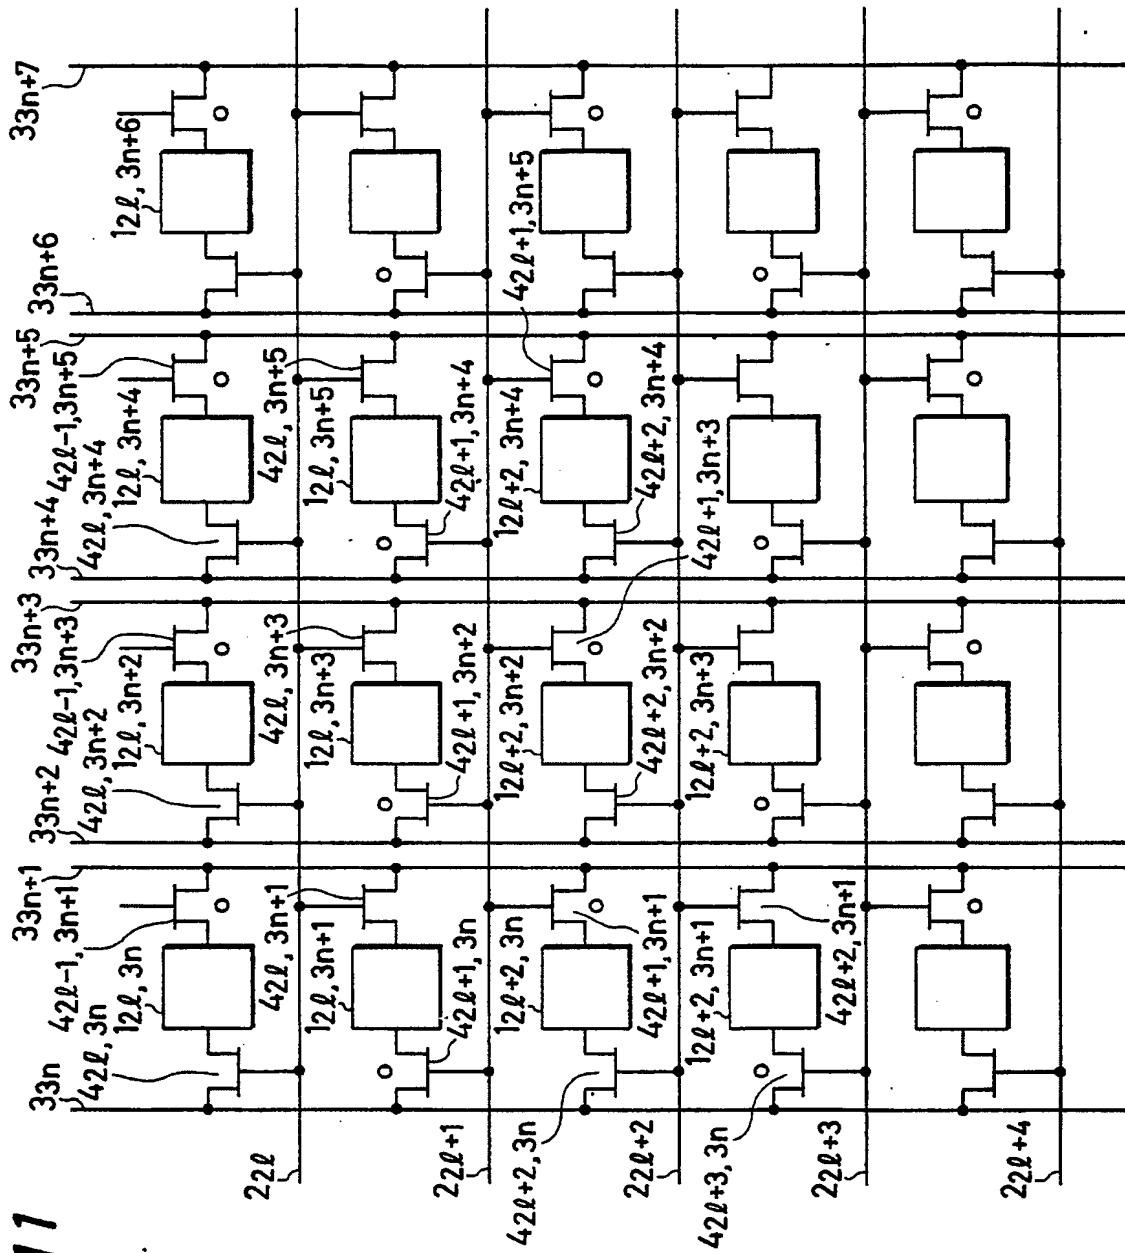 11
33n
33n+1
33n+2
33n+3
33n+4
33n+5
33n+6
33n+7
42ℓ, 3n
42ℓ-1, 3n+1
12ℓ, 3n
42ℓ, 3n+2
42ℓ-1, 3n+3
12ℓ, 3n+2
42ℓ, 3n+4
42ℓ-1, 3n+5
12ℓ, 3n+4
12ℓ, 3n+6
22ℓ
42ℓ, 3n+1
12ℓ, 3n+1
42ℓ+1, 3n
42ℓ, 3n+3
12ℓ, 3n+3
42ℓ+1, 3n+2
42ℓ, 3n+5
12ℓ, 3n+5
42ℓ+1, 3n+4
22ℓ+1
42ℓ+2, 3n
12ℓ+2, 3n
42ℓ+1, 3n+1
12ℓ+2, 3n+2
42ℓ+2, 3n+2
42ℓ+1, 3n+3
12ℓ+2, 3n+4
42ℓ+2, 3n+4
42ℓ+1, 3n+5
22ℓ+2
42ℓ+3, 3n
12ℓ+2, 3n+1
42ℓ+2, 3n+1
12ℓ+2, 3n+3
22ℓ+3
22ℓ+4